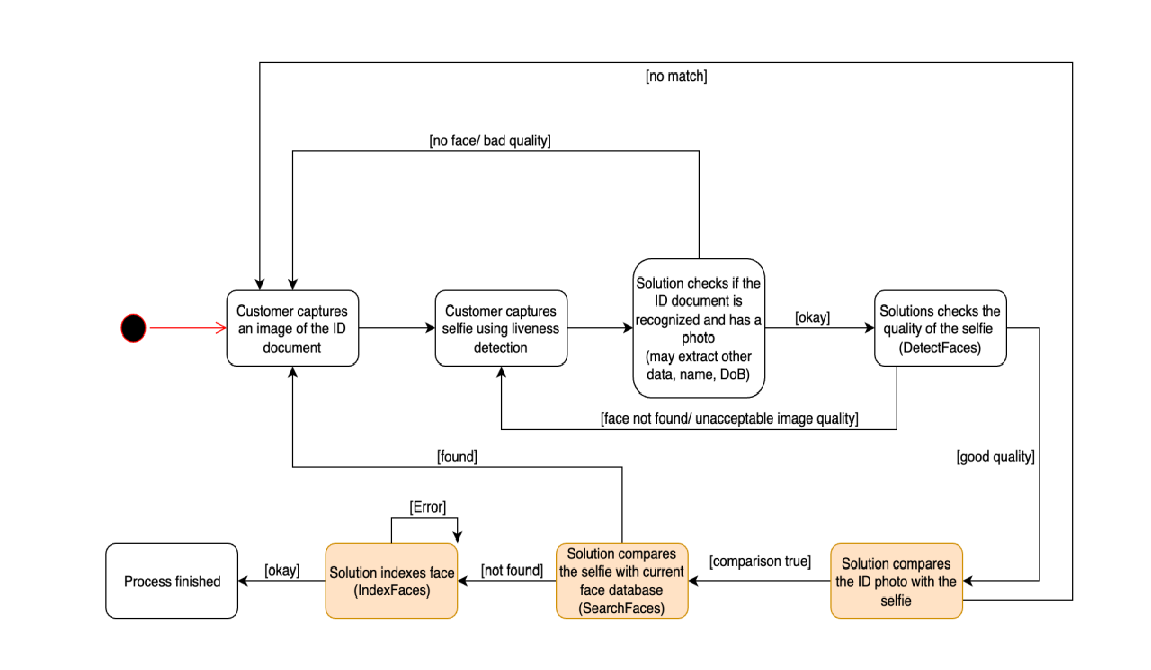 [no match]
[no face/ bad quality]
Customer captures
an image of the ID
document
Customer captures
selfie using liveness
detection
Solution checks if the
ID document is
recognized and has a
photo
(may extract other
data, name, DoB)
[okay]
Solutions checks the
quality of the selfie
(DetectFaces)
[face not found/ unacceptable image quality]
[found]
[good quality]
[Error]
Process finished
[okay]
Solution indexes face
(IndexFaces)
[not found]
Solution compares
the selfie with current
face database
(SearchFaces)
[comparison true]
Solution compares
the ID photo with the
selfie